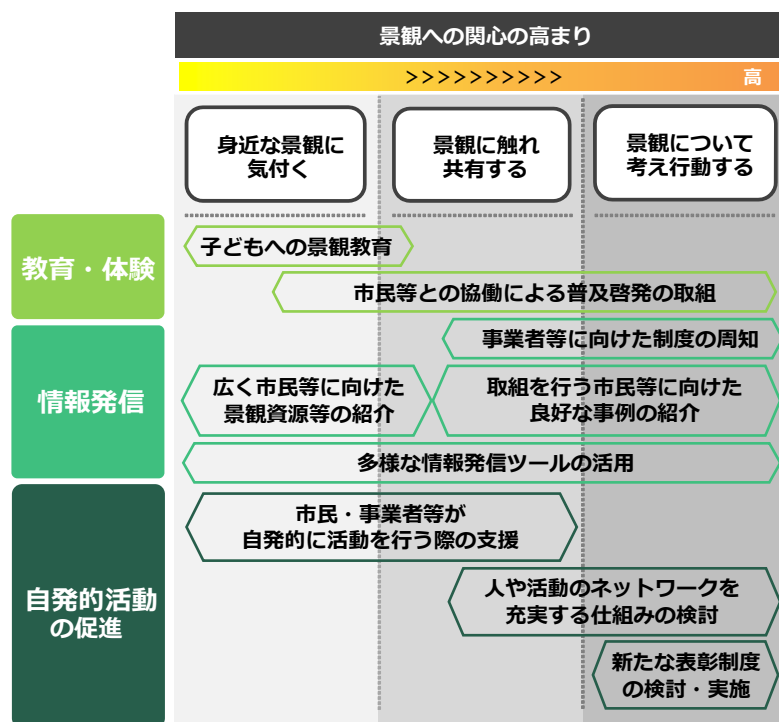 景観への関心の高まり
>>>>>>>>>>
高
身近な景観に
気付く
景観に触れ
共有する
景観について
考え行動する
教育・体験
子どもへの景観教育
市民等との協働による普及啓発の取組
情報発信
事業者等に向けた制度の周知
広く市民等に向けた
景観資源等の紹介
取組を行う市民等に向けた
良好な事例の紹介
多様な情報発信ツールの活用
自発的活動
の促進
市民・事業者等が
自発的に活動を行う際の支援
人や活動のネットワークを
充実する仕組みの検討
新たな表彰制度
の検討・実施